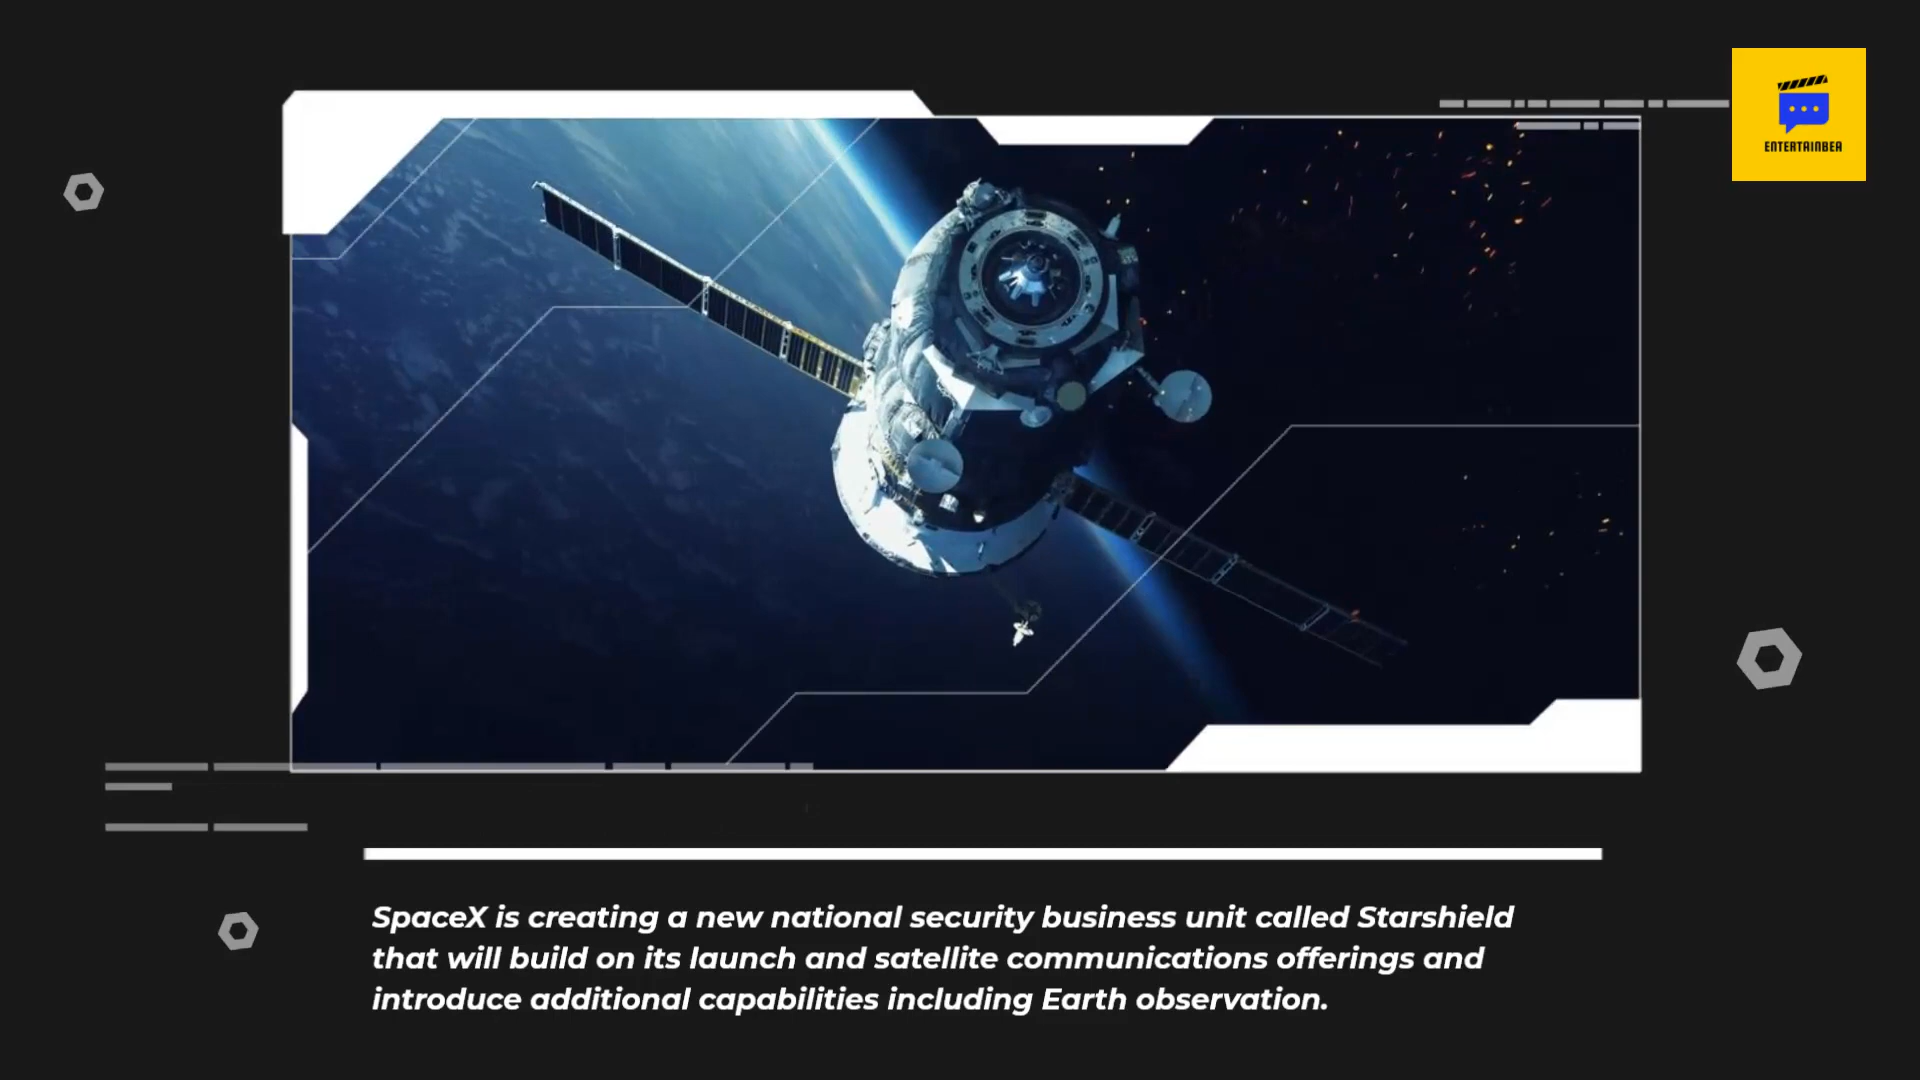 ENTERTAINBEA
SpaceX is creating a new national security business unit called Starshield
that will build on its launch and satellite communications offerings and
introduce additional capabilities including Earth observation.